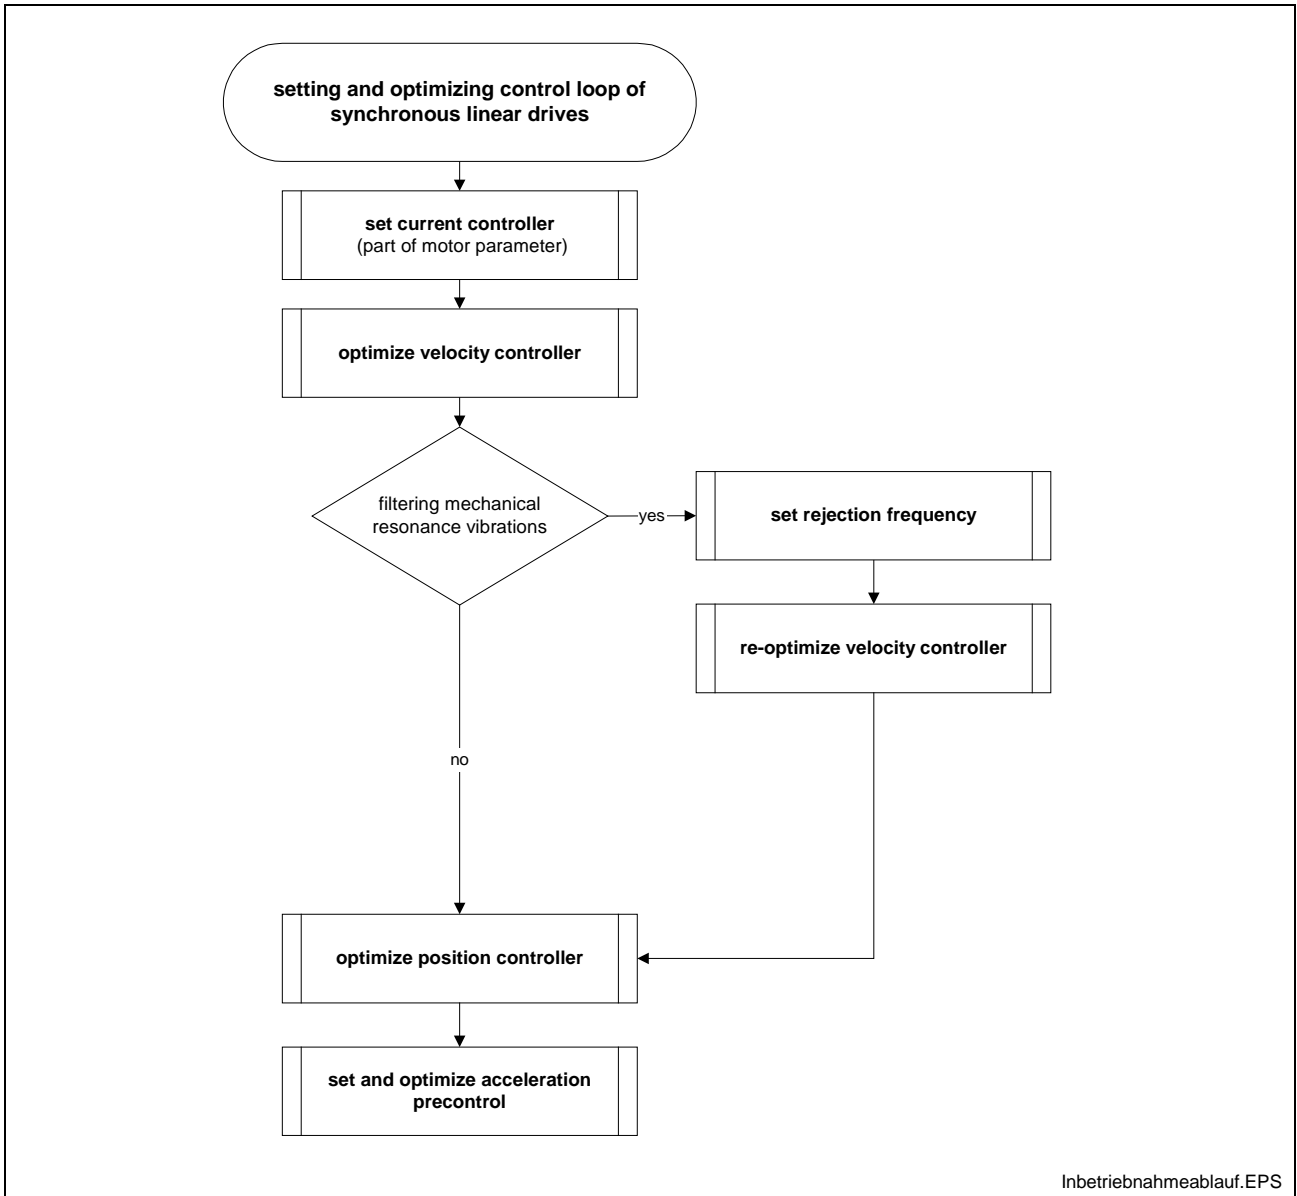 setting and optimizing control loop of
synchronous linear drives
set current controller
(part of motor parameter)
optimize velocity controller
filtering mechanical
resonance vibrations
yes
set rejection frequency
re-optimize velocity controller
no
optimize position controller
set and optimize acceleration
precontrol
Inbetriebnahmeablauf.EPS